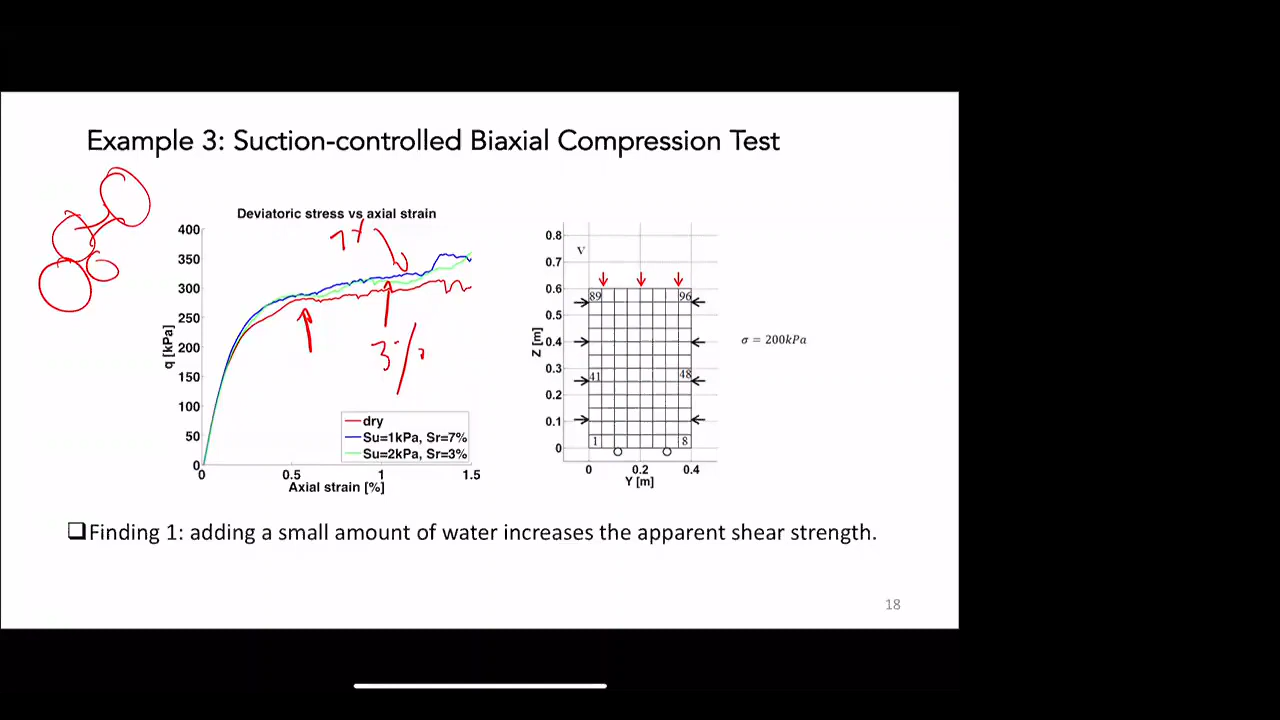 Example 3: Suction-controlled Biaxial Compression Test
Deviatoric stress vs axial strain
400
350
300
250
200
150
100
50
0
q [kPa]
0
0.5
1
1.5
Axial strain [%]
7%
3%
dry
Su=1kPa, Sr=7%
Su=2kPa, Sr=3%
0.8
0.7
0.6
0.5
0.4
0.3
0.2
0.1
0
Z [m]
V
89
96
41
48
1
8
0
0.2
0.4
Y [m]
σ = 200kPa
Finding 1: adding a small amount of water increases the apparent shear strength.
18